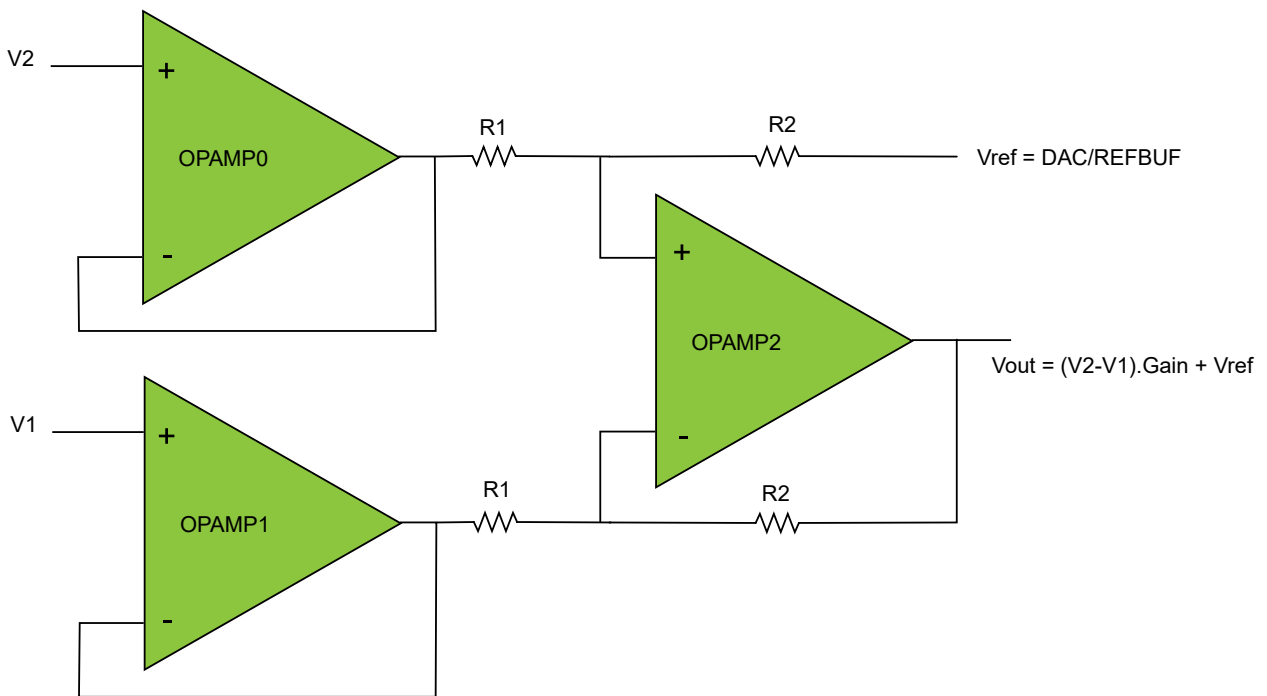 V2
+
OPAMP0
-
R1
R2
Vref = DAC/REFBUF
+
OPAMP2
-
Vout = (V2-V1).Gain + Vref
V1
+
OPAMP1
-
R1
R2